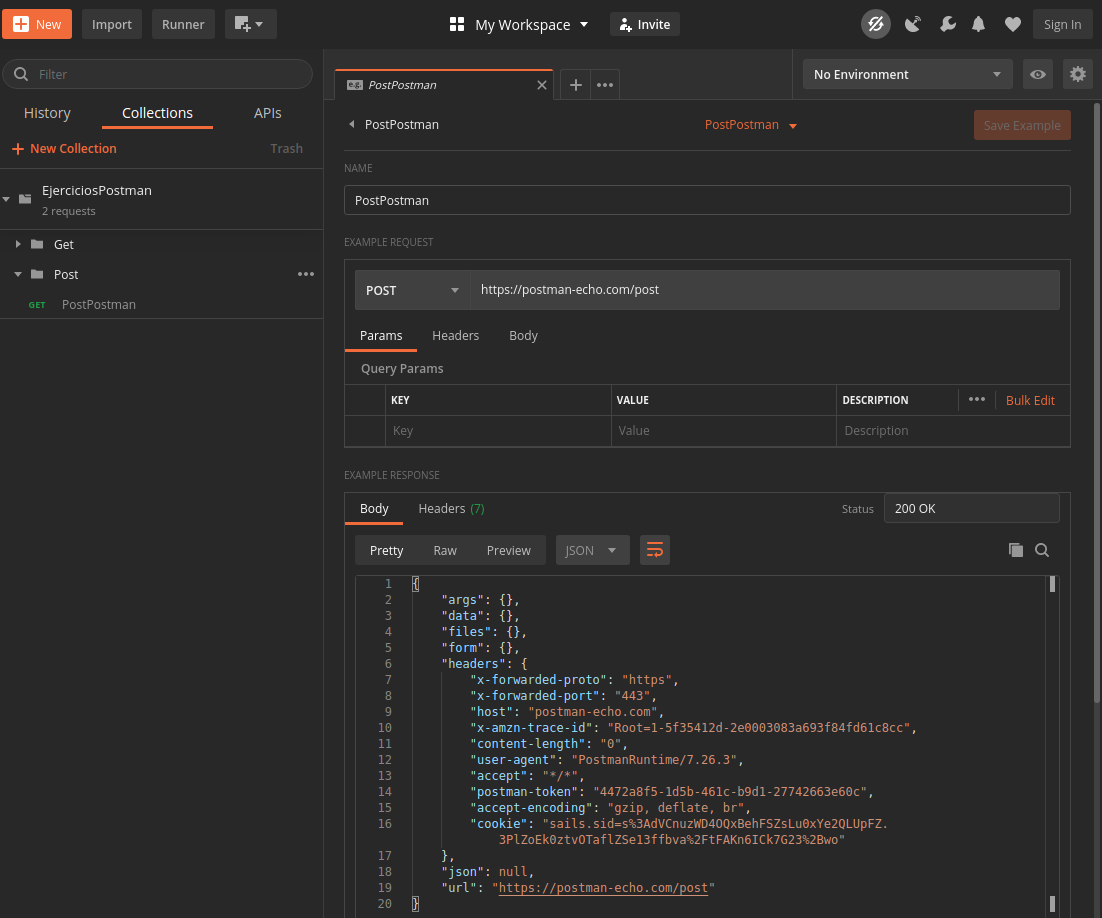 New Import Runner My Workspace Invite Sign In
Filter
History Collections APIs
New Collection Trash
EjerciciosPostman
2 requests
Get
Post
GET PostPostman
e.g. PostPostman No Environment
PostPostman PostPostman Save Example
NAME
PostPostman
EXAMPLE REQUEST
POST https://postman-echo.com/post
Params Headers Body
Query Params
KEY VALUE DESCRIPTION Bulk Edit
Key Value Description
EXAMPLE RESPONSE
Body Headers (7) Status 200 OK
Pretty Raw Preview JSON
1 {
2 "args": {},
3 "data": {},
4 "files": {},
5 "form": {},
6 "headers": {
7 "x-forwarded-proto": "https",
8 "x-forwarded-port": "443",
9 "host": "postman-echo.com",
10 "x-amzn-trace-id": "Root=1-5f35412d-2e0003083a693f84fd61c8cc",
11 "content-length": "0",
12 "user-agent": "PostmanRuntime/7.26.3",
13 "accept": "*/*",
14 "postman-token": "4472a8f5-1d5b-461c-b9d1-27742663e60c",
15 "accept-encoding": "gzip, deflate, br",
16 "cookie": "sails.sid=s%3AdVCnuzWD4OQxBehFSZsLu0xYe2QLUpFZ.
3PlZoEk0ztvOTaflZSe13ffbva%2FtFAKn6ICk7G23%2Bwo"
17 },
18 "json": null,
19 "url": "https://postman-echo.com/post"
20 }